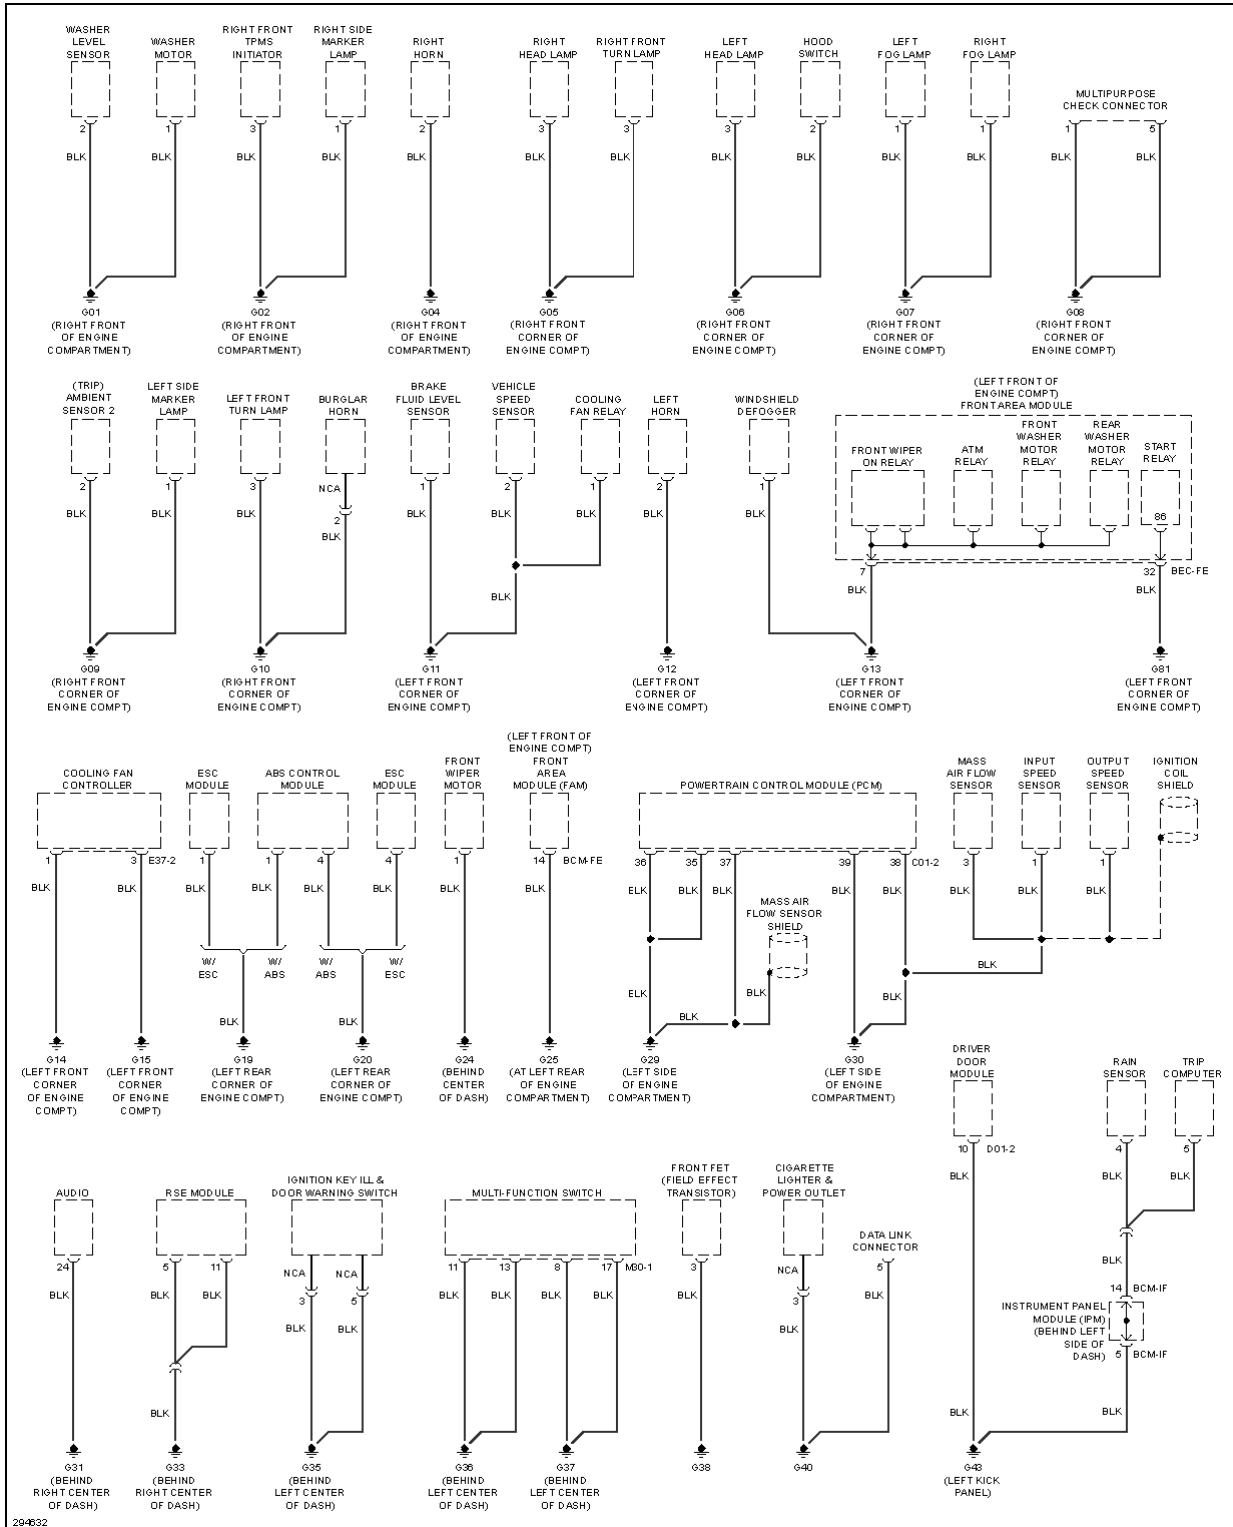 WASHER
LEVEL
SENSOR
WASHER
MOTOR
RIGHT FRONT
TPMS
INITIATOR
RIGHT SIDE
MARKER
LAMP
RIGHT
HORN
RIGHT
HEAD LAMP
RIGHT FRONT
TURN LAMP
LEFT
HEAD LAMP
HOOD
SWITCH
LEFT
FOG LAMP
RIGHT
FOG LAMP
MULTIPURPOSE
CHECK CONNECTOR
2 1 3 1 2 3 3 3 2 1 1 1 5
BLK BLK BLK BLK BLK BLK BLK BLK BLK BLK BLK BLK BLK
G01
(RIGHT FRONT
OF ENGINE
COMPARTMENT)
G02
(RIGHT FRONT
OF ENGINE
COMPARTMENT)
G04
(RIGHT FRONT
OF ENGINE
COMPARTMENT)
G05
(RIGHT FRONT
CORNER OF
ENGINE COMPT)
G06
(RIGHT FRONT
CORNER OF
ENGINE COMPT)
G07
(RIGHT FRONT
CORNER OF
ENGINE COMPT)
G08
(RIGHT FRONT
CORNER OF
ENGINE COMPT)
(TRIP)
AMBIENT
SENSOR 2
LEFT SIDE
MARKER
LAMP
LEFT FRONT
TURN LAMP
BURGLAR
HORN
BRAKE
FLUID LEVEL
SENSOR
VEHICLE
SPEED
SENSOR
COOLING
FAN RELAY
LEFT
HORN
WINDSHIELD
DEFOGGER
(LEFT FRONT OF
ENGINE COMPT)
FRONT AREA MODULE
FRONT WIPER
ON RELAY
ATM
RELAY
FRONT
WASHER
MOTOR
RELAY
REAR
WASHER
MOTOR
RELAY
START
RELAY
86
2 1 3 NCA 1 2 1 2 1
2
7 32 BEC-FE
BLK BLK BLK BLK BLK BLK BLK BLK BLK
BLK BLK BLK
G09
(RIGHT FRONT
CORNER OF
ENGINE COMPT)
G10
(RIGHT FRONT
CORNER OF
ENGINE COMPT)
G11
(LEFT FRONT
CORNER OF
ENGINE COMPT)
G12
(LEFT FRONT
CORNER OF
ENGINE COMPT)
G13
(LEFT FRONT
CORNER OF
ENGINE COMPT)
G81
(LEFT FRONT
CORNER OF
ENGINE COMPT)
COOLING FAN
CONTROLLER
ESC
MODULE
ABS CONTROL
MODULE
ESC
MODULE
FRONT
WIPER
MOTOR
(LEFT FRONT OF
ENGINE COMPT)
FRONT
AREA
MODULE (FAM)
POWERTRAIN CONTROL MODULE (PCM)
MASS
AIR FLOW
SENSOR
INPUT
SPEED
SENSOR
OUTPUT
SPEED
SENSOR
IGNITION
COIL
SHIELD
1 3 E37-2 1 1 4 4 1 14 BCM-FE 36 35 37 39 38 C01-2 3 1 1
BLK BLK BLK BLK BLK BLK BLK BLK ELK BLK BLK BLK BLK BLK BLK BLK
MASS AIR
FLOW SENSOR
SHIELD
W/
ESC
W/
ABS
W/
ABS
W/
ESC
BLK
ELK BLK BLK BLK
BLK BLK BLK
G14
(LEFT FRONT
CORNER
OF ENGINE
COMPT)
G15
(LEFT FRONT
CORNER
OF ENGINE
COMPT)
G19
(LEFT REAR
CORNER OF
ENGINE COMPT)
G20
(LEFT REAR
CORNER OF
ENGINE COMPT)
G24
(BEHIND
CENTER
OF DASH)
G25
(AT LEFT REAR
OF ENGINE
COMPARTMENT)
G29
(LEFT SIDE
OF ENGINE
COMPARTMENT)
G30
(LEFT SIDE
OF ENGINE
COMPARTMENT)
DRIVER
DOOR
MODULE
RAIN
SENSOR
TRIP
COMPUTER
10 D01-2 4 5
BLK BLK BLK
AUDIO
RSE MODULE
IGNITION KEY ILL &
DOOR WARNING SWITCH
MULTI-FUNCTION SWITCH
FRONT FET
(FIELD EFFECT
TRANSISTOR)
CIGARETTE
LIGHTER &
POWER OUTLET
DATA LINK
CONNECTOR
24 5 11 NCA NCA 11 13 8 17 M30-1 3 NCA 5
3 5 3
BLK BLK BLK BLK BLK BLK BLK BLK BLK BLK BLK BLK
BLK
14 BCM-IF
INSTRUMENT PANEL
MODULE (IPM)
(BEHIND LEFT
SIDE OF
DASH)
5 BCM-IF
BLK BLK
BLK BLK
G31
(BEHIND
RIGHT CENTER
OF DASH)
G33
(BEHIND
RIGHT CENTER
OF DASH)
G35
(BEHIND
LEFT CENTER
OF DASH)
G36
(BEHIND
LEFT CENTER
OF DASH)
G37
(BEHIND
LEFT CENTER
OF DASH)
G38
G40
G43
(LEFT KICK
PANEL)
294632